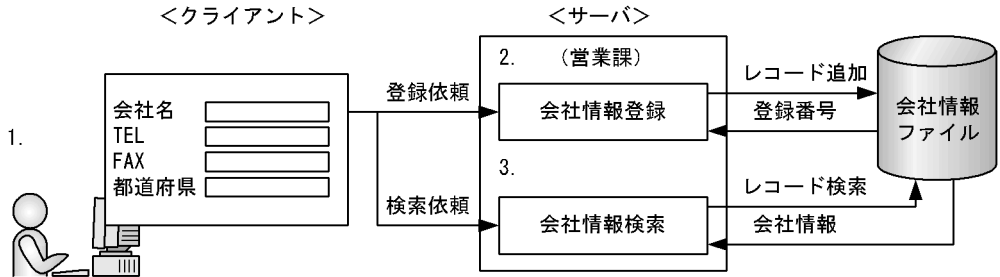 <クライアント>
<サーバ>
1.
会社名
TEL
FAX
都道府県
登録依頼
検索依頼
2. (営業課)
会社情報登録
3.
会社情報検索
レコード追加
登録番号
レコード検索
会社情報
会社情報
ファイル